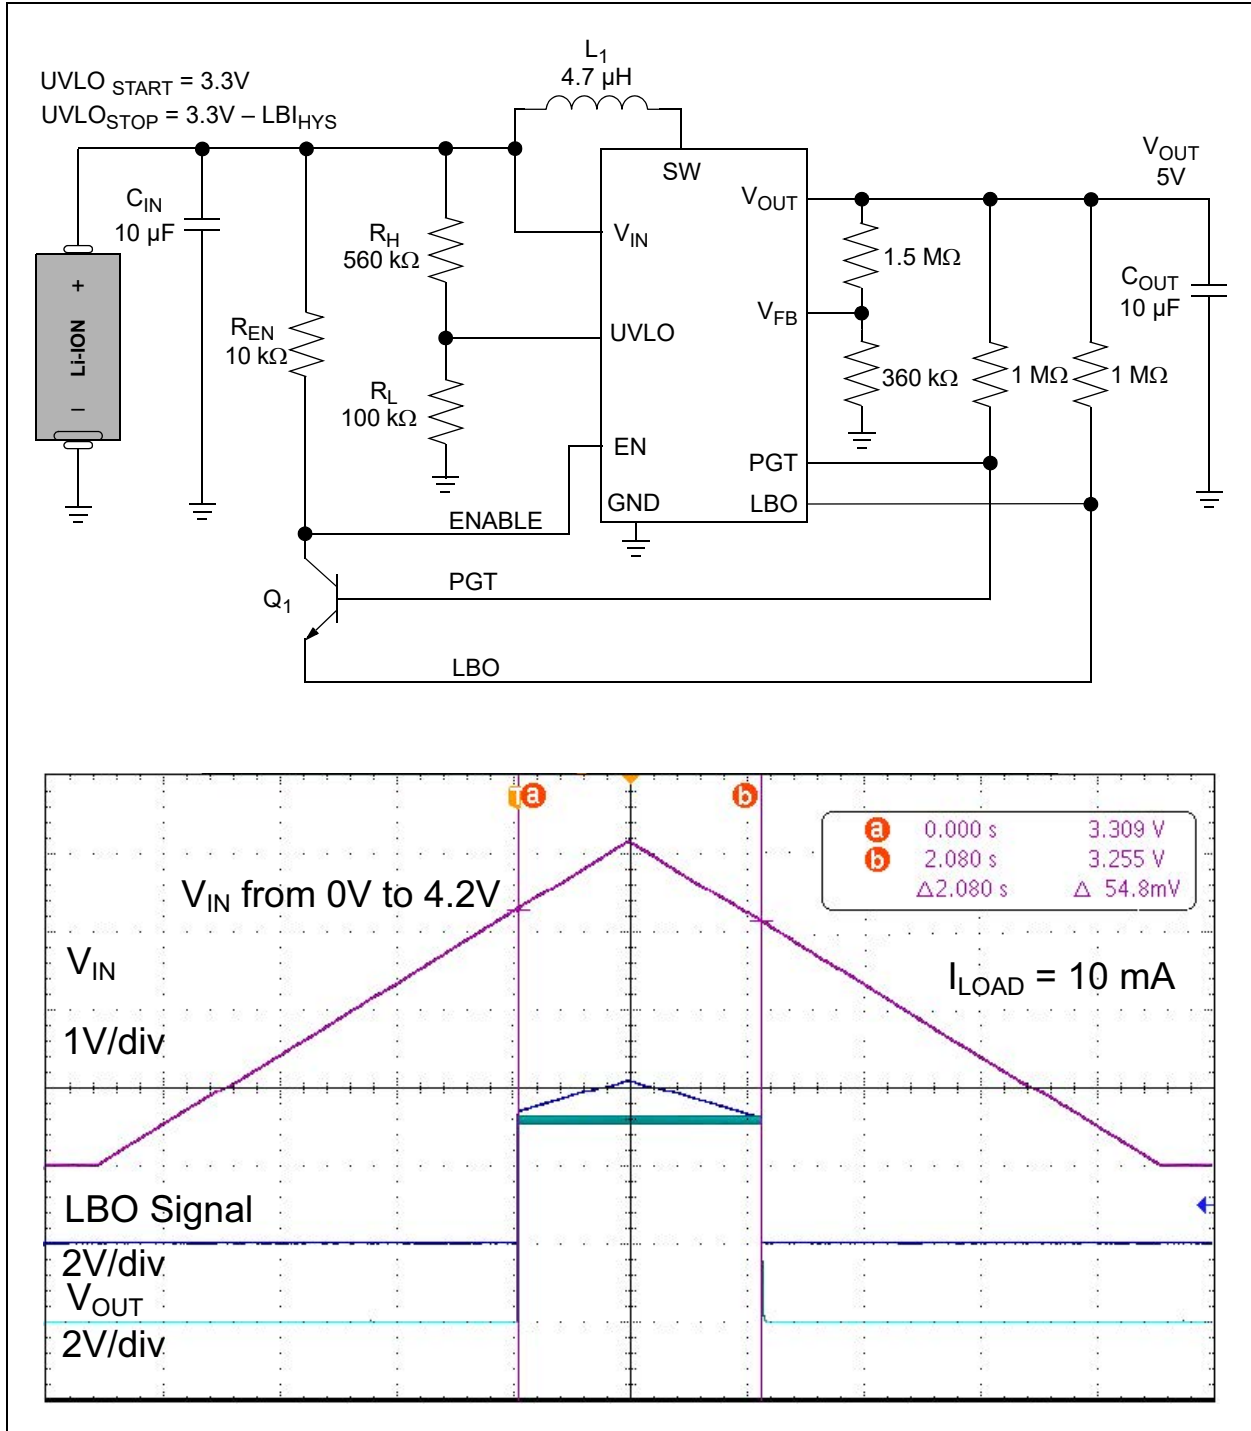 UVLO START = 3.3V
UVLOSTOP = 3.3V – LBIHYS
L1
4.7 µH
CIN
10 µF
+
Li-ION
–
REN
10 kΩ
RH
560 kΩ
RL
100 kΩ
SW
VIN
UVLO
EN
GND
VOUT
VFB
PGT
LBO
1.5 MΩ
360 kΩ
1 MΩ
1 MΩ
VOUT
5V
COUT
10 µF
ENABLE
PGT
LBO
Q1
T
a
b
a 0.000 s 3.309 V
b 2.080 s 3.255 V
Δ2.080 s Δ 54.8mV
VIN from 0V to 4.2V
VIN
1V/div
ILOAD = 10 mA
LBO Signal
2V/div
VOUT
2V/div